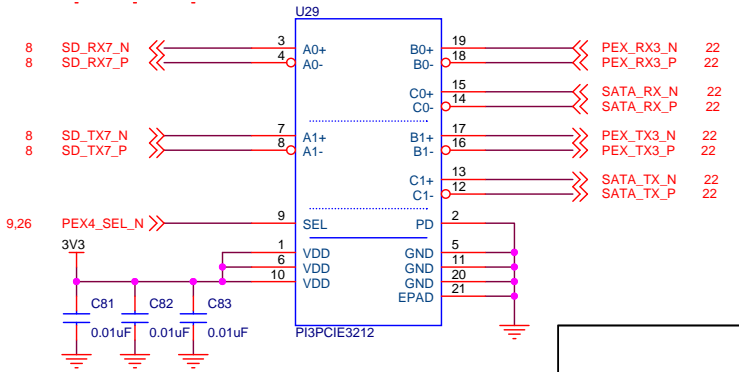 U29
8 SD_RX7_N 3 A0+ B0+ 19 PEX_RX3_N 22
8 SD_RX7_P 4 A0- B0- 18 PEX_RX3_P 22
C0+ 15 SATA_RX_N 22
C0- 14 SATA_RX_P 22
8 SD_TX7_N 7 A1+ B1+ 17 PEX_TX3_N 22
8 SD_TX7_P 8 A1- B1- 16 PEX_TX3_P 22
C1+ 13 SATA_TX_N 22
C1- 12 SATA_TX_P 22
9,26 PEX4_SEL_N 9 SEL PD 2
3V3
1 VDD GND 5
6 VDD GND 11
10 VDD GND 20
EPAD 21
C81 C82 C83
0.01uF 0.01uF 0.01uF
PI3PCIE3212